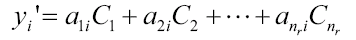 y_i' = a_{1i}C_1 + a_{2i}C_2 + ··· + a_{n_r i}C_{n_r}